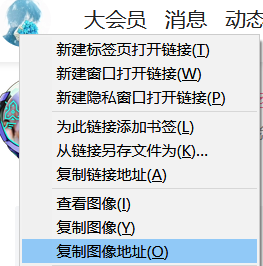 大会员 消息 动态
新建标签页打开链接(T)
新建窗口打开链接(W)
新建隐私窗口打开链接(P)
为此链接添加书签(L)
从链接另存文件为(K)...
复制链接地址(A)
查看图像(I)
复制图像(Y)
复制图像地址(O)